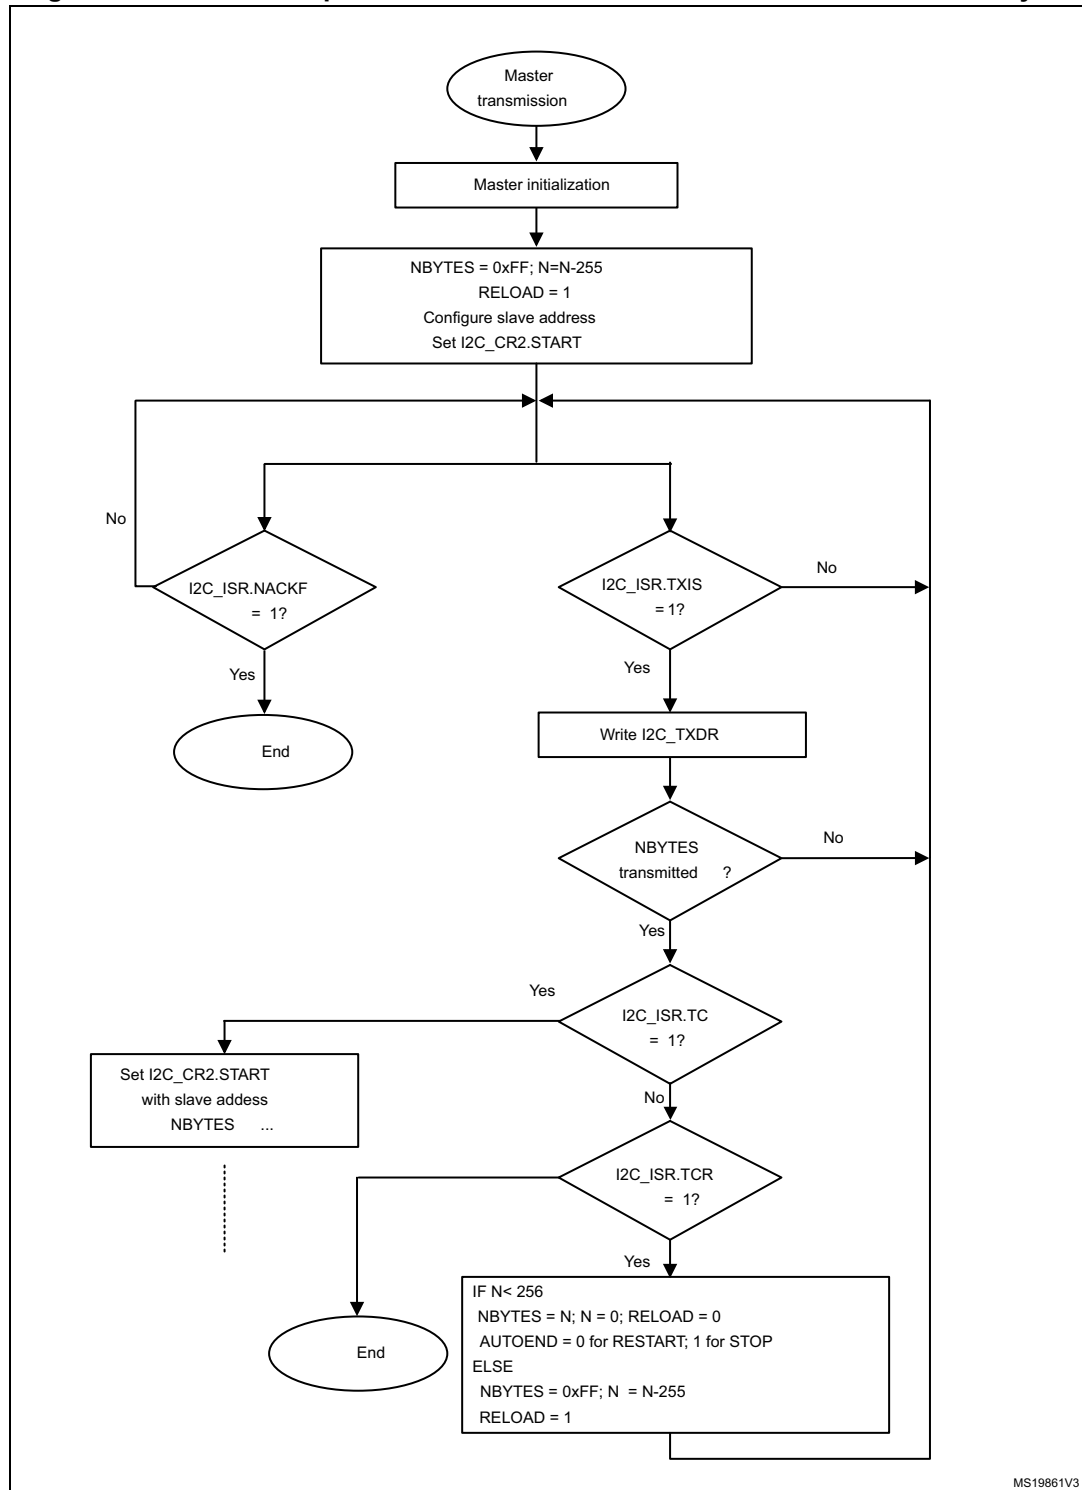 Master
transmission
Master initialization
NBYTES = 0xFF; N=N-255
RELOAD = 1
Configure slave address
Set I2C_CR2.START
No
I2C_ISR.NACKF
= 1?
Yes
End
I2C_ISR.TXIS
= 1?
No
Yes
Write I2C_TXDR
NBYTES
transmitted ?
No
Yes
I2C_ISR.TC
= 1?
Yes
Set I2C_CR2.START
with slave addess
NBYTES ...
No
I2C_ISR.TCR
= 1?
Yes
End
IF N< 256
NBYTES = N; N = 0; RELOAD = 0
AUTOEND = 0 for RESTART; 1 for STOP
ELSE
NBYTES = 0xFF; N = N-255
RELOAD = 1
MS19861V3